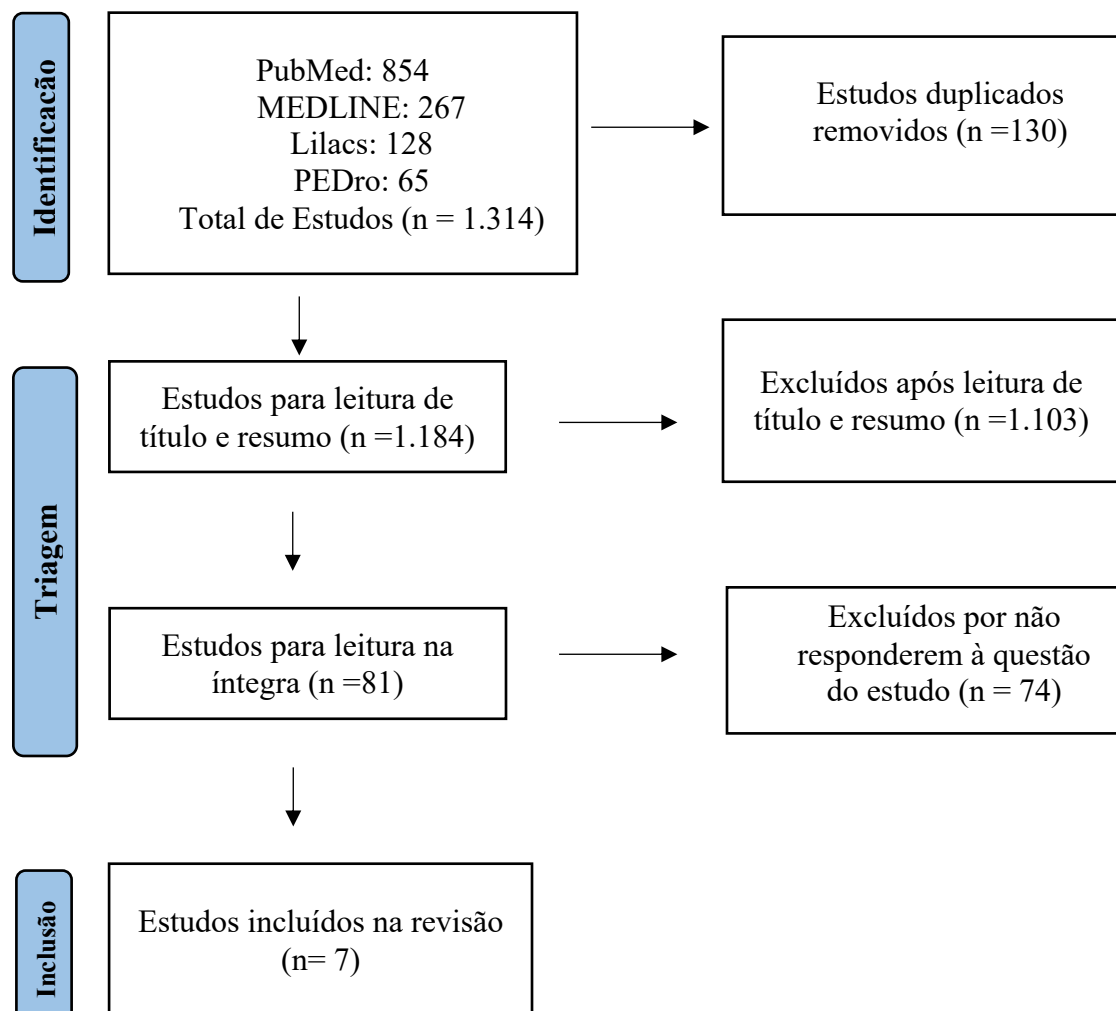 Identificação
PubMed: 854
MEDLINE: 267
Lilacs: 128
PEDro: 65
Total de Estudos (n = 1.314)
Estudos duplicados
removidos (n =130)
Triagem
Estudos para leitura de
título e resumo (n =1.184)
Excluídos após leitura de
título e resumo (n =1.103)
Estudos para leitura na
íntegra (n =81)
Excluídos por não
responderem à questão
do estudo (n = 74)
Inclusão
Estudos incluídos na revisão
(n= 7)